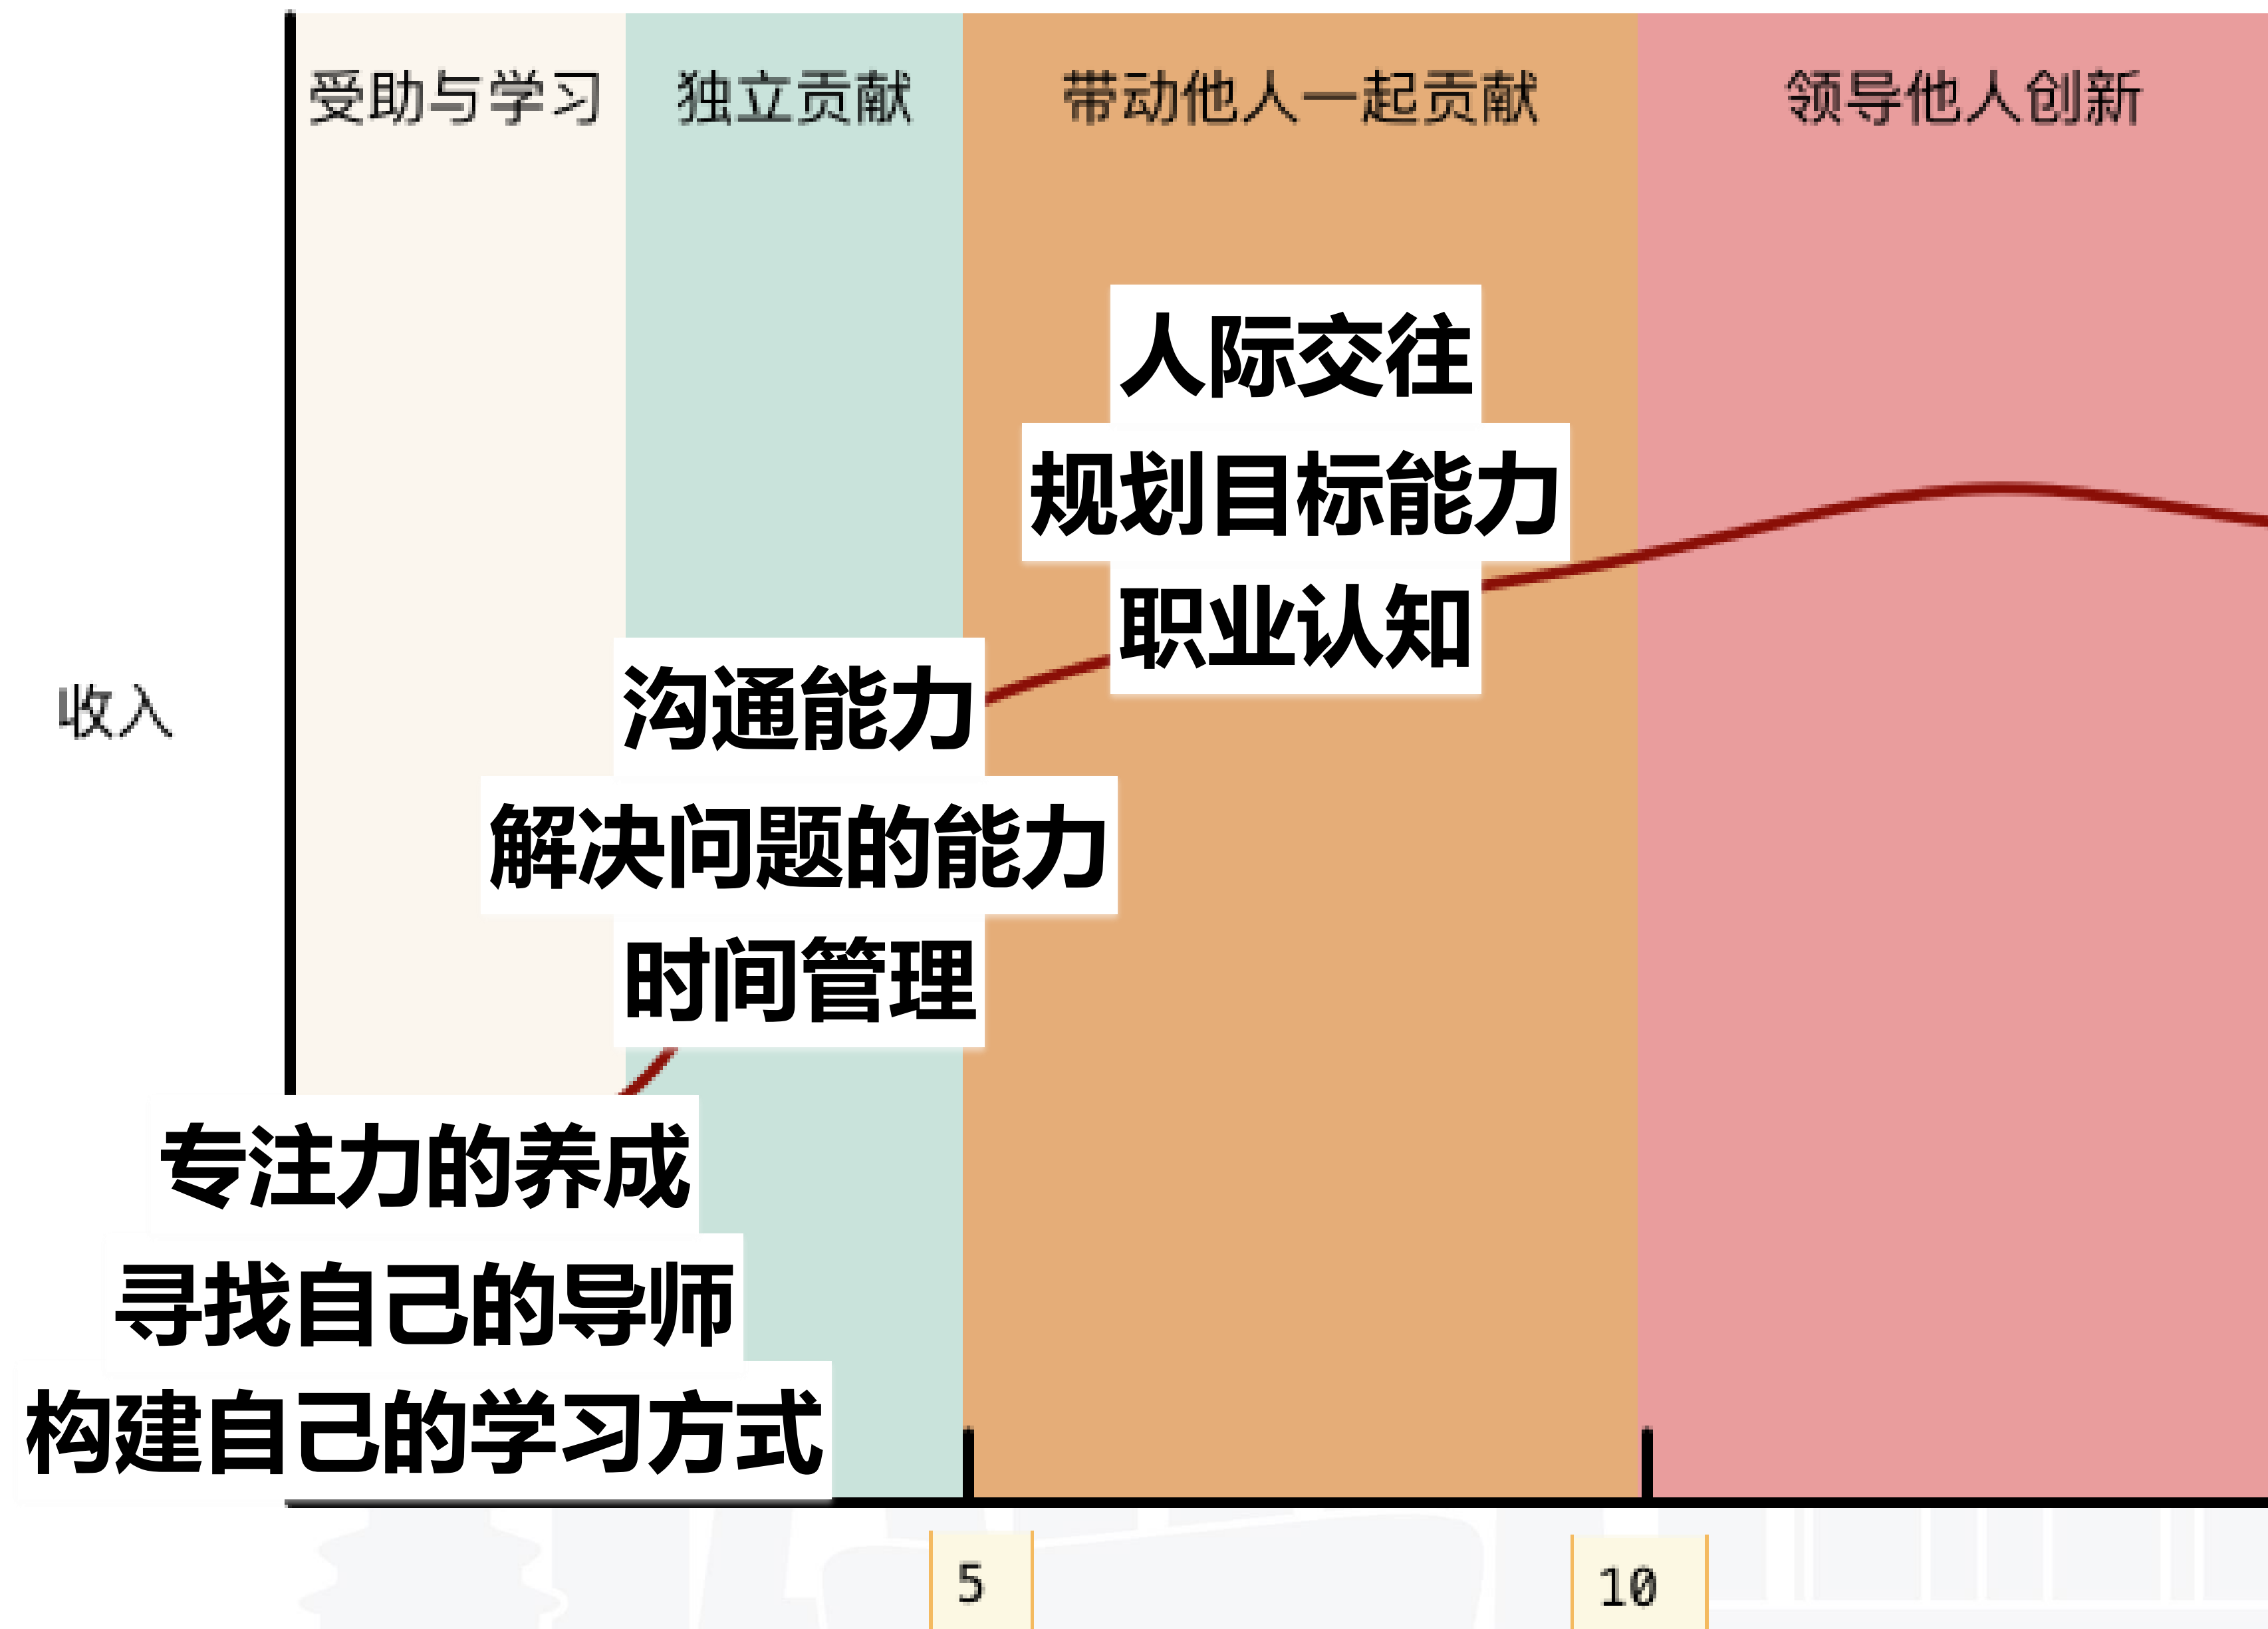 受助与学习
独立贡献
带动他人一起贡献
领导他人创新
人际交往
规划目标能力
职业认知
收入
沟通能力
解决问题的能力
时间管理
专注力的养成
寻找自己的导师
构建自己的学习方式
5
10